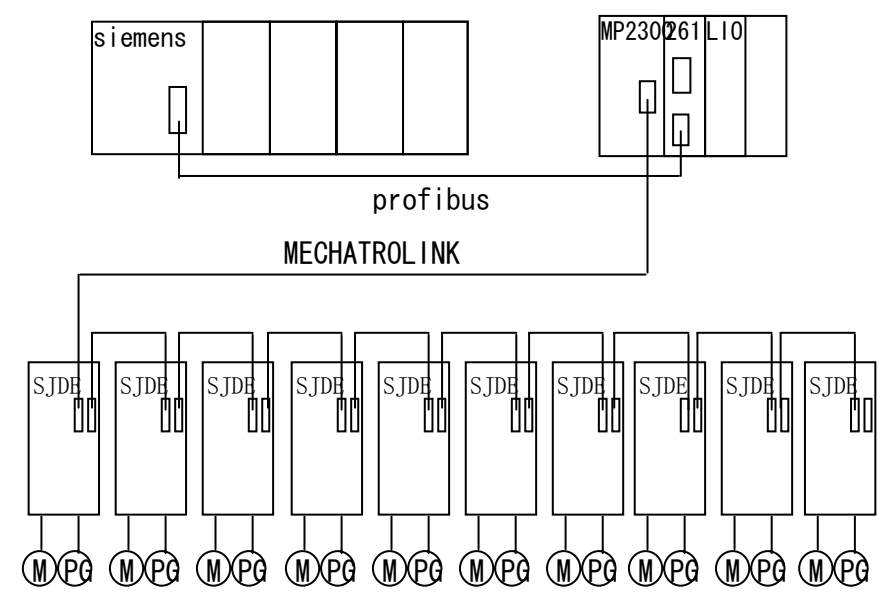 siemens
MP2300 261 LIO
profibus
MECHATROLINK
SJDE SJDE SJDE SJDE SJDE SJDE SJDE SJDE SJDE SJDE
M PG M PG M PG M PG M PG M PG M PG M PG M PG M PG